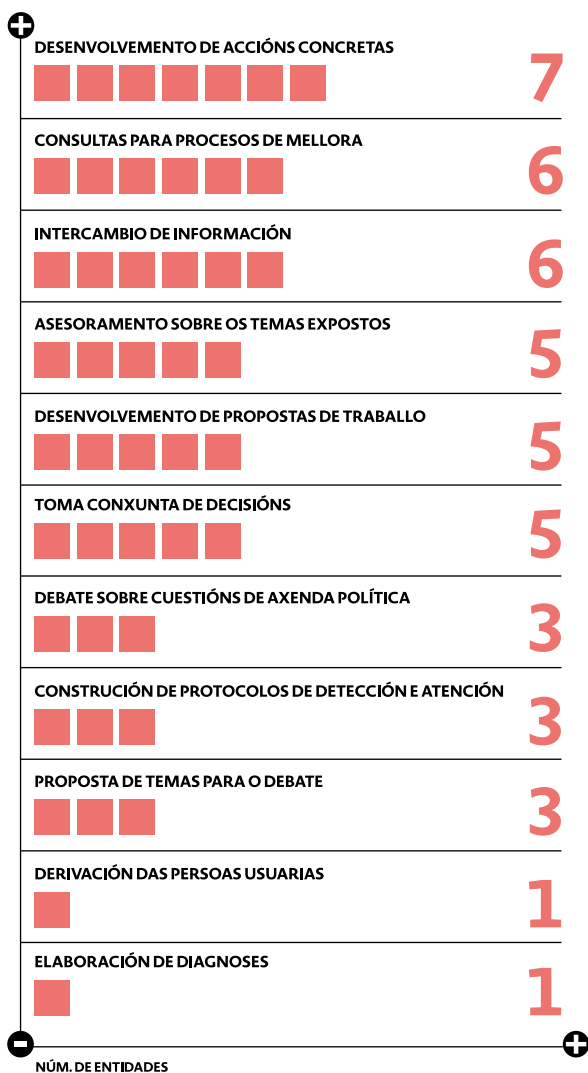 +
DESENVOLVEMENTO DE ACCIÓNS CONCRETAS
7
CONSULTAS PARA PROCESOS DE MELLORA
6
INTERCAMBIO DE INFORMACIÓN
6
ASESORAMENTO SOBRE OS TEMAS EXPOSTOS
5
DESENVOLVEMENTO DE PROPOSTAS DE TRABALLO
5
TOMA CONXUNTA DE DECISIÓNS
5
DEBATE SOBRE CUESTIÓNS DE AXENDA POLÍTICA
3
CONSTRUCIÓN DE PROTOCOLOS DE DETECCIÓN E ATENCIÓN
3
PROPOSTA DE TEMAS PARA O DEBATE
3
DERIVACIÓN DAS PERSOAS USUARIAS
1
ELABORACIÓN DE DIAGNOSES
1
- +
NÚM. DE ENTIDADES